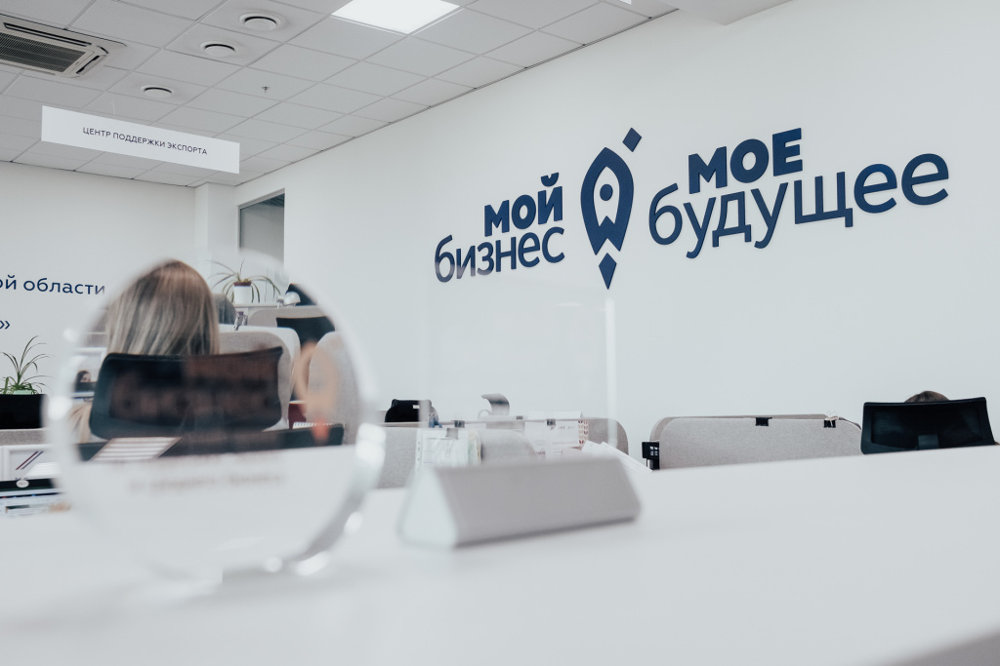 ЦЕНТР ПОДДЕРЖКИ ЭКСПОРТА
МОЙ
бизнес
МОЕ
будущее
ой области
»